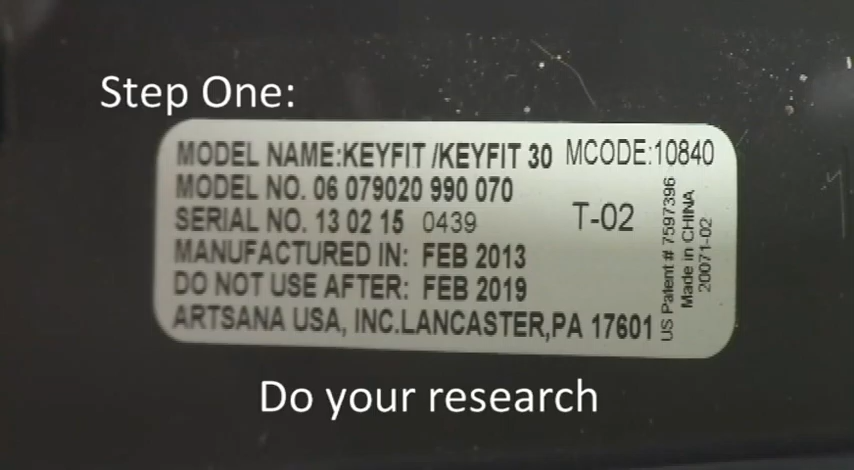 Step One:
MODEL NAME:KEYFIT /KEYFIT 30 MCODE:10840
MODEL NO. 06 079020 990 070
SERIAL NO. 13 02 15 0439 T-02
MANUFACTURED IN: FEB 2013
DO NOT USE AFTER: FEB 2019
ARTSANA USA, INC.LANCASTER,PA 17601
US Patent # 7597396
Made in CHINA
20071-02
Do your research